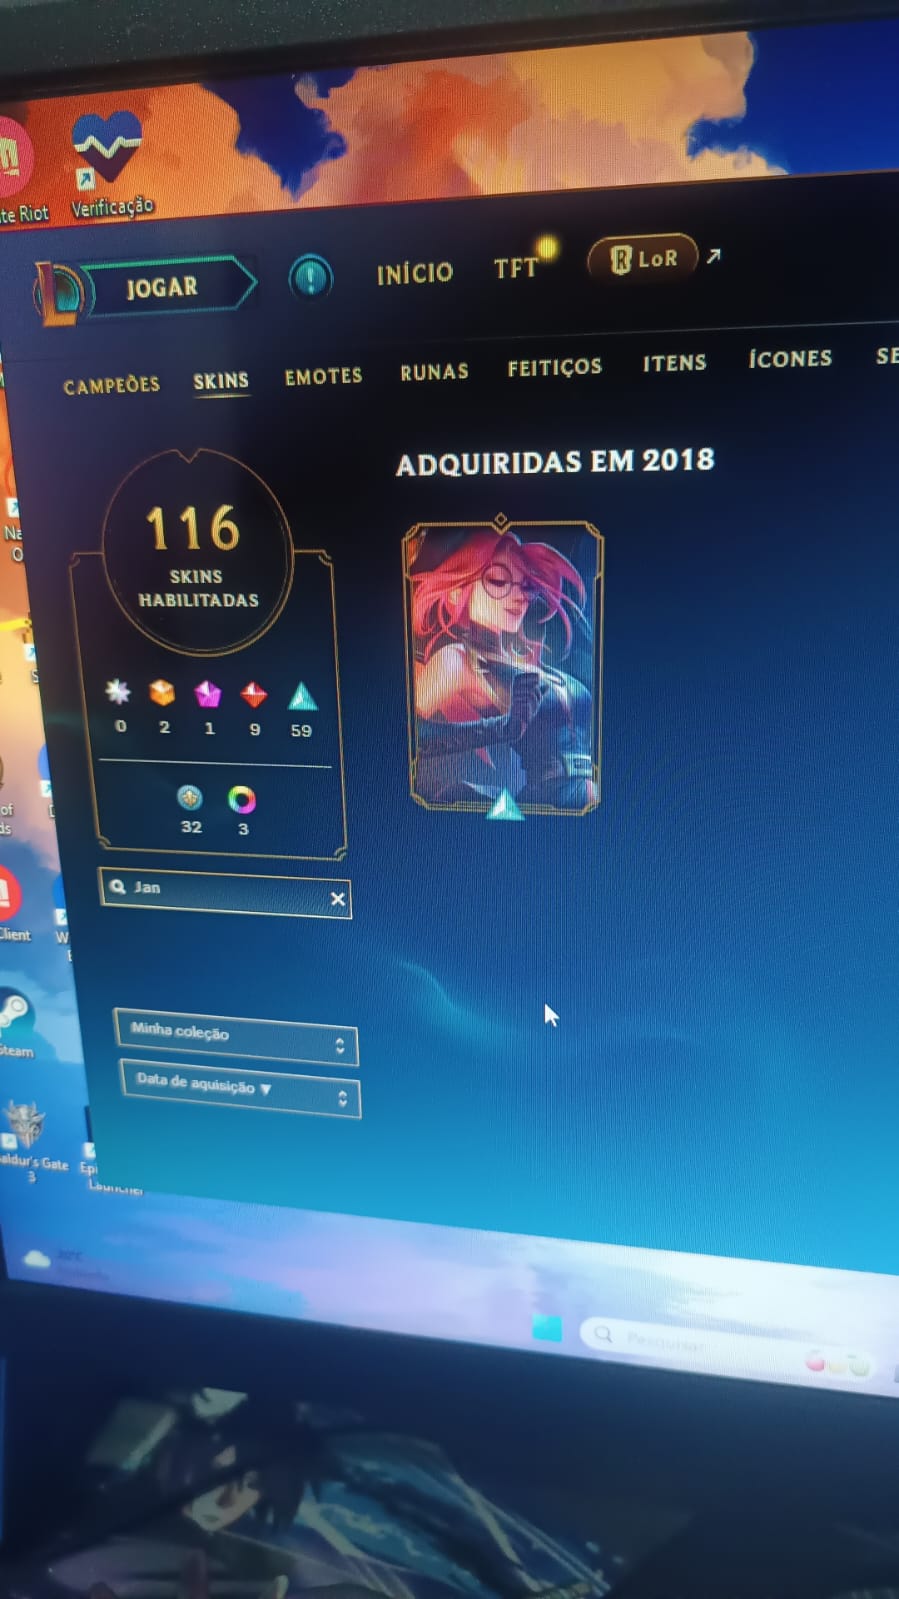 te Riot
Verificação
JOGAR
INÍCIO
TFT
LoR
CAMPEÕES
SKINS
EMOTES
RUNAS
FEITIÇOS
ITENS
ÍCONES
SE
116
SKINS
HABILITADAS
0
2
1
9
59
32
3
Jan
Minha coleção
Data de aquisição ▼
ADQUIRIDAS EM 2018
Na
O
S
of
ds
Client
W
Steam
aldur's Gate
3
Epi
Launcher
20°C
Pesquisar